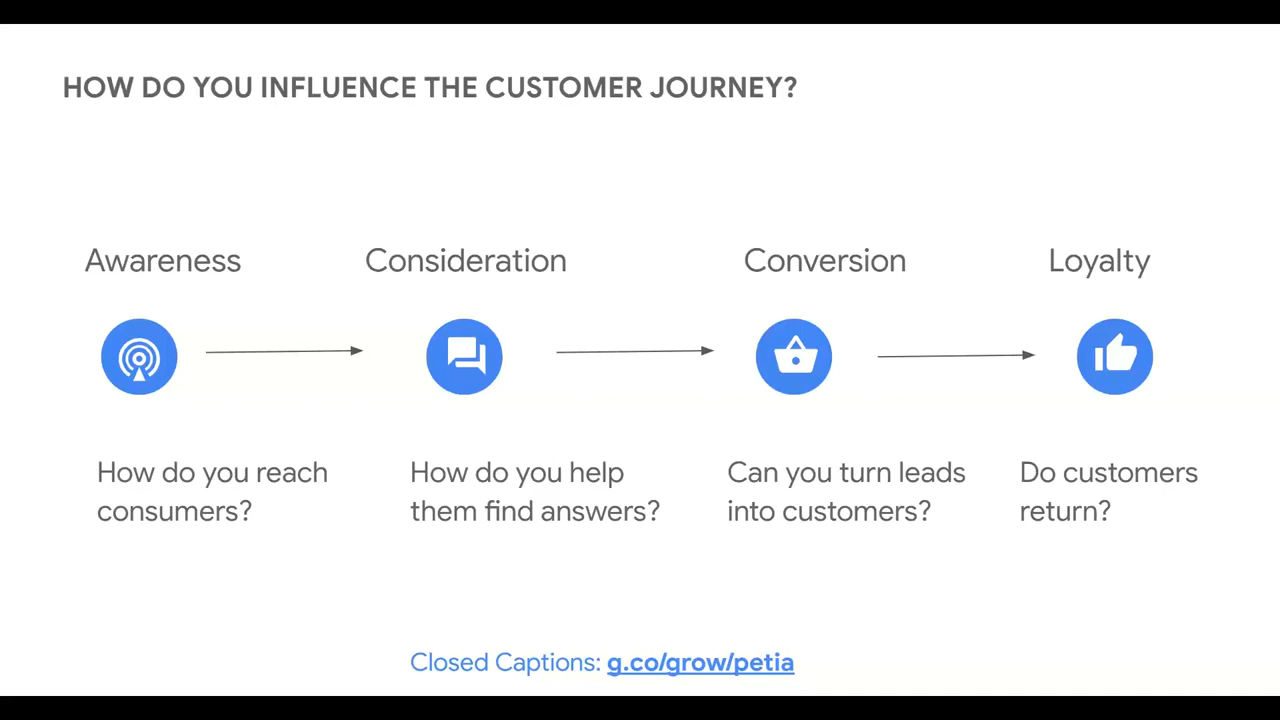 HOW DO YOU INFLUENCE THE CUSTOMER JOURNEY?
Awareness
Consideration
Conversion
Loyalty
How do you reach
consumers?
How do you help
them find answers?
Can you turn leads
into customers?
Do customers
return?
Closed Captions: g.co/grow/petia